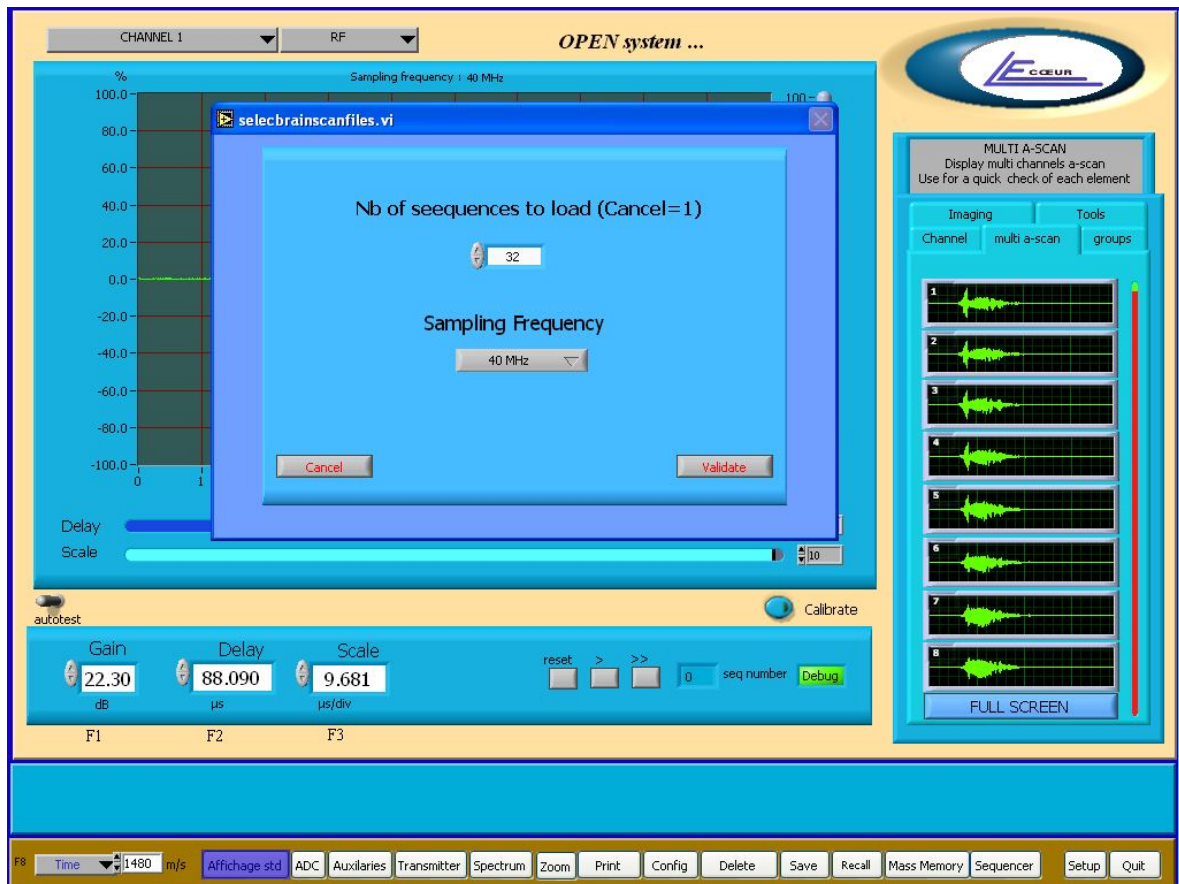 CHANNEL 1
RF
OPEN system ...
LE CŒUR
%
Sampling frequency : 40 MHz
100.0
80.0
60.0
40.0
20.0
0.0
-20.0
-40.0
-60.0
-80.0
-100.0
0
1
100
selecbrainscanfiles.vi
Nb of seequences to load (Cancel=1)
32
Sampling Frequency
40 MHz
Cancel
Validate
Delay
Scale
10
autotest
Calibrate
Gain
Delay
Scale
22.30
88.090
9.681
dB
µs
µs/div
F1
F2
F3
reset
>
>>
0
seq number
Debug
MULTI A-SCAN
Display multi channels a-scan
Use for a quick check of each element
Imaging
Tools
Channel
multi a-scan
groups
1
2
3
4
5
6
7
8
FULL SCREEN
F8
Time
1480
m/s
Affichage std
ADC
Auxilaries
Transmitter
Spectrum
Zoom
Print
Config
Delete
Save
Recall
Mass Memory
Sequencer
Setup
Quit